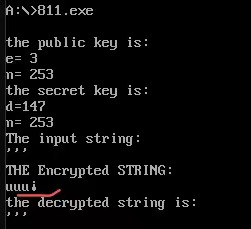 A:\>811.exe
the public key is:
e= 3
n= 253
the secret key is:
d=147
n= 253
The input string:
'''
THE Encrypted STRING:
uuu
the decrypted string is:
'''